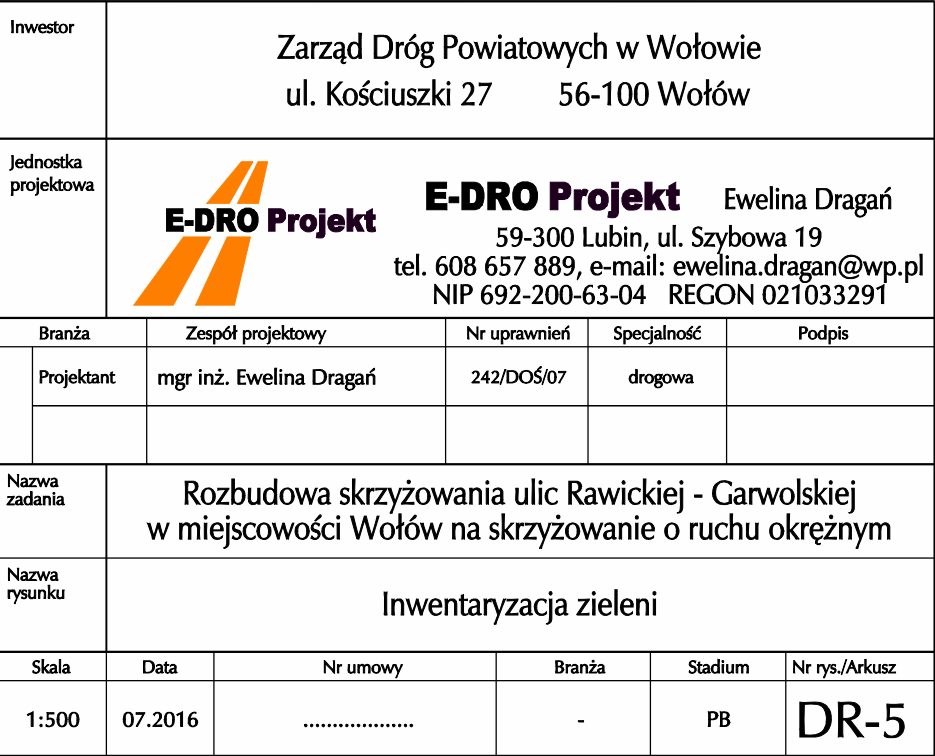 Inwestor
Zarząd Dróg Powiatowych w Wołowie
ul. Kościuszki 27 56-100 Wołów
Jednostka
projektowa
E-DRO Projekt
E-DRO Projekt Ewelina Dragań
59-300 Lubin, ul. Szybowa 19
tel. 608 657 889, e-mail: ewelina.dragan@wp.pl
NIP 692-200-63-04 REGON 021033291
Branża Zespół projektowy Nr uprawnień Specjalność Podpis
Projektant mgr inż. Ewelina Dragań 242/DOŚ/07 drogowa
Nazwa
zadania
Rozbudowa skrzyżowania ulic Rawickiej - Garwolskiej
w miejscowości Wołów na skrzyżowanie o ruchu okrężnym
Nazwa
rysunku
Inwentaryzacja zieleni
Skala Data Nr umowy Branża Stadium Nr rys./Arkusz
1:500 07.2016 ................... - PB DR-5